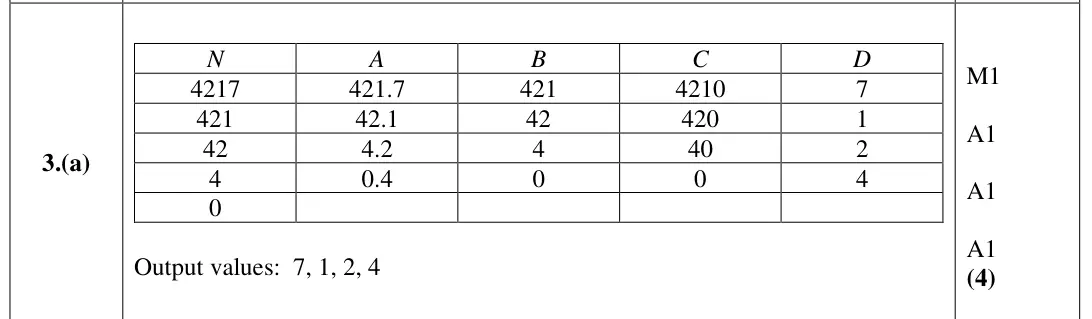 N A B C D
4217 421.7 421 4210 7
M1
421 42.1 42 420 1
A1
42 4.2 4 40 2
3.(a)
4 0.4 0 0 4
A1
0
A1
Output values: 7, 1, 2, 4
(4)